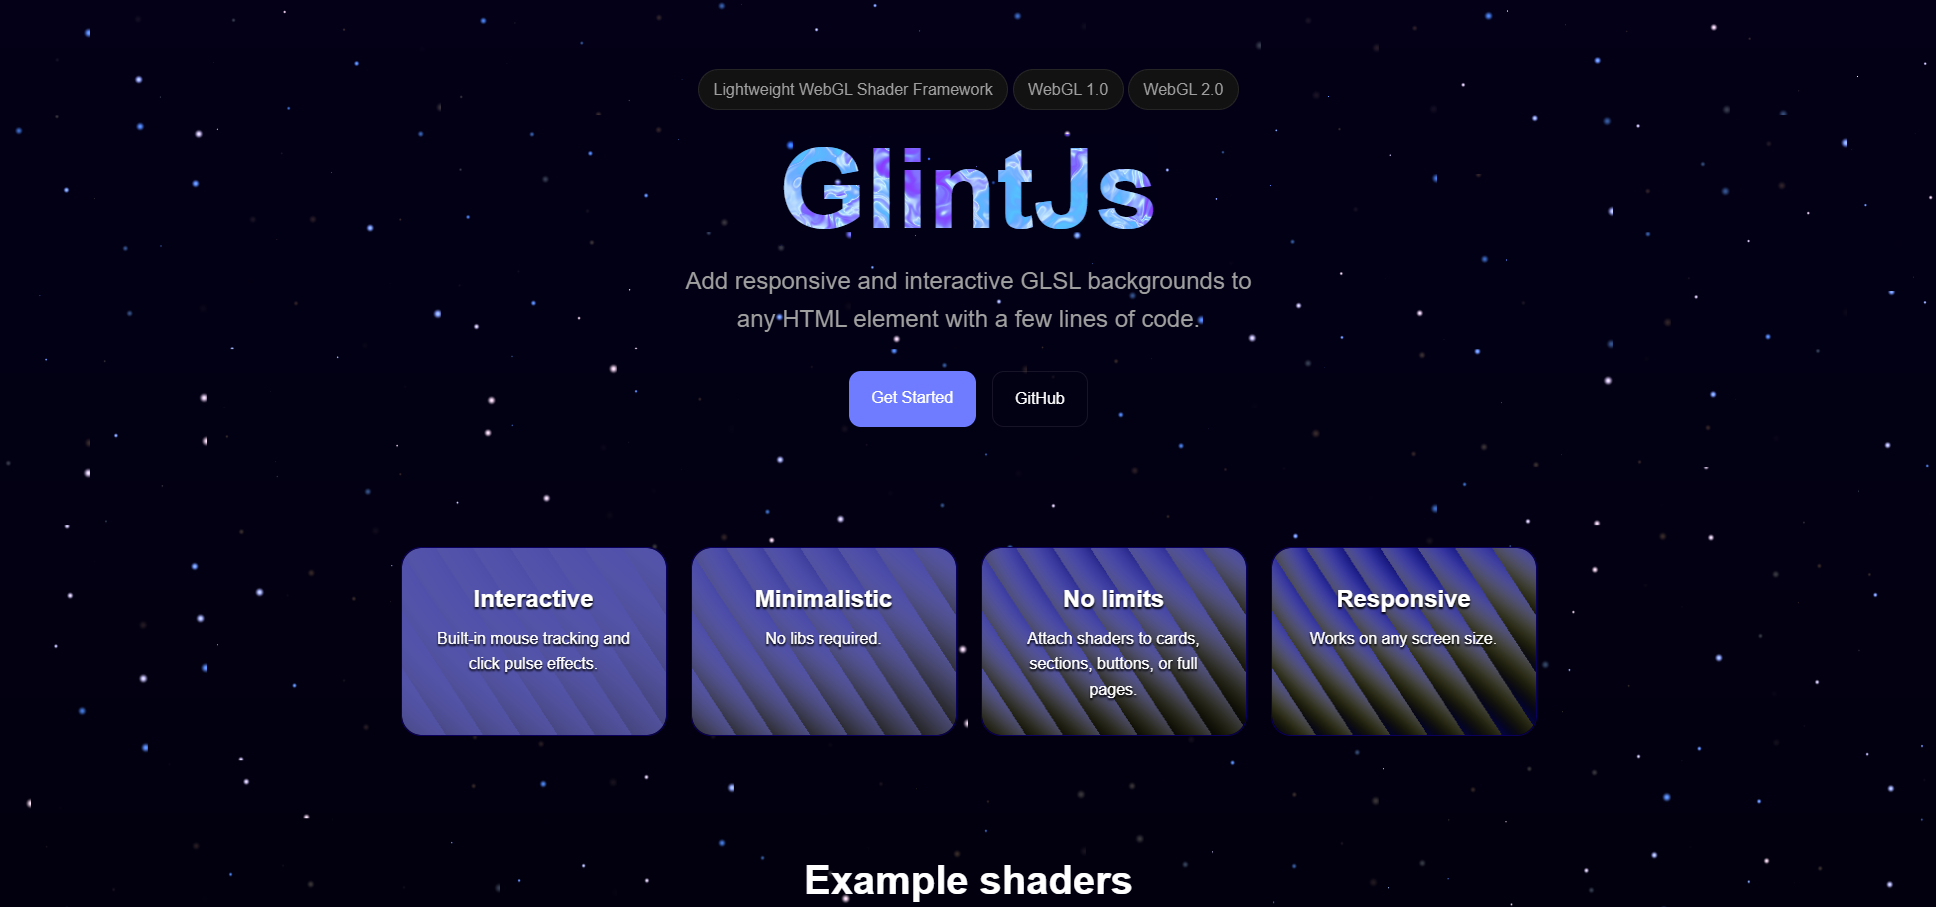 Lightweight WebGL Shader Framework
WebGL 1.0
WebGL 2.0
GlintJs
Add responsive and interactive GLSL backgrounds to
any HTML element with a few lines of code.
Get Started
GitHub
Interactive
Built-in mouse tracking and
click pulse effects.
Minimalistic
No libs required.
No limits
Attach shaders to cards,
sections, buttons, or full
pages.
Responsive
Works on any screen size.
Example shaders